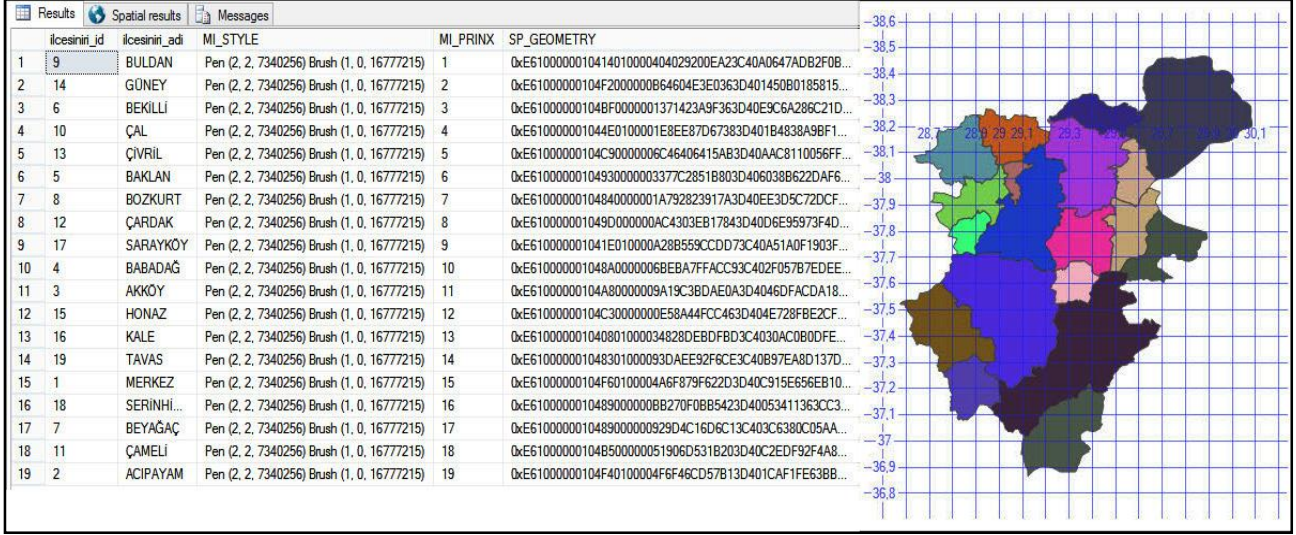 Results Spatial results Messages
ilcesiniri_id ilcesiniri_adi MI_STYLE MI_PRINX SP_GEOMETRY
1 9 BULDAN Pen (2, 2, 7340256) Brush (1, 0, 16777215) 1 0xE6100000010414010000404029200EA23C40A0647ADB2F0B...
2 14 GÜNEY Pen (2, 2, 7340256) Brush (1, 0, 16777215) 2 0xE61000000104F2000000B64604E3E0363D401450B0185815...
3 6 BEKİLLİ Pen (2, 2, 7340256) Brush (1, 0, 16777215) 3 0xE61000000104BF0000001371423A9F363D40E9C6A286C21D...
4 10 ÇAL Pen (2, 2, 7340256) Brush (1, 0, 16777215) 4 0xE610000001044E0100001E8EE87D67383D401B4838A9BF1...
5 13 ÇİVRİL Pen (2, 2, 7340256) Brush (1, 0, 16777215) 5 0xE61000000104C90000006C46406415AB3D40AAC8110056FF...
6 5 BAKLAN Pen (2, 2, 7340256) Brush (1, 0, 16777215) 6 0xE61000000104930000003377C2851B803D406038B622DAF6...
7 8 BOZKURT Pen (2, 2, 7340256) Brush (1, 0, 16777215) 7 0xE61000000104840000001A792823917A3D40EE3D5C72DCF...
8 12 ÇARDAK Pen (2, 2, 7340256) Brush (1, 0, 16777215) 8 0xE610000001049D000000AC4303EB17843D40D6E95973F4D...
9 17 SARAYKÖY Pen (2, 2, 7340256) Brush (1, 0, 16777215) 9 0xE610000001041E010000A28B559CCDD73C40A51A0F1903F...
10 4 BABADAĞ Pen (2, 2, 7340256) Brush (1, 0, 16777215) 10 0xE610000001048A0000006BEBA7FFACC93C402F057B7EDEE...
11 3 AKKÖY Pen (2, 2, 7340256) Brush (1, 0, 16777215) 11 0xE61000000104A80000009A19C3BDAE0A3D4046DFACDA18...
12 15 HONAZ Pen (2, 2, 7340256) Brush (1, 0, 16777215) 12 0xE61000000104C30000000E58A44FCC463D404E728FBE2CF...
13 16 KALE Pen (2, 2, 7340256) Brush (1, 0, 16777215) 13 0xE610000001040801000034828DEBDFBD3C4030AC0B0DFE...
14 19 TAVAS Pen (2, 2, 7340256) Brush (1, 0, 16777215) 14 0xE610000001048301000093DAEE92F6CE3C40B97EA8D137D...
15 1 MERKEZ Pen (2, 2, 7340256) Brush (1, 0, 16777215) 15 0xE61000000104F60100004A6F879F622D3D40C915E656EB10...
16 18 SERİNHİ... Pen (2, 2, 7340256) Brush (1, 0, 16777215) 16 0xE6100000010489000000BB270F0BB5423D40053411363CC3...
17 7 BEYAĞAÇ Pen (2, 2, 7340256) Brush (1, 0, 16777215) 17 0xE6100000010489000000929D4C16D6C13C403C6380C05AA...
18 11 ÇAMELİ Pen (2, 2, 7340256) Brush (1, 0, 16777215) 18 0xE61000000104B500000051906D531B203D40C2EDF92F4A8...
19 2 ACIPAYAM Pen (2, 2, 7340256) Brush (1, 0, 16777215) 19 0xE61000000104F40100004F6F46CD57B13D401CAF1FE63BB...
38,6
38,5
38,4
38,3
38,2
28,7 28,9 29 29,1 29,3 30,1
38,1
38
37,9
37,8
37,7
37,6
37,5
37,4
37,3
37,2
37,1
37
36,9
36,8